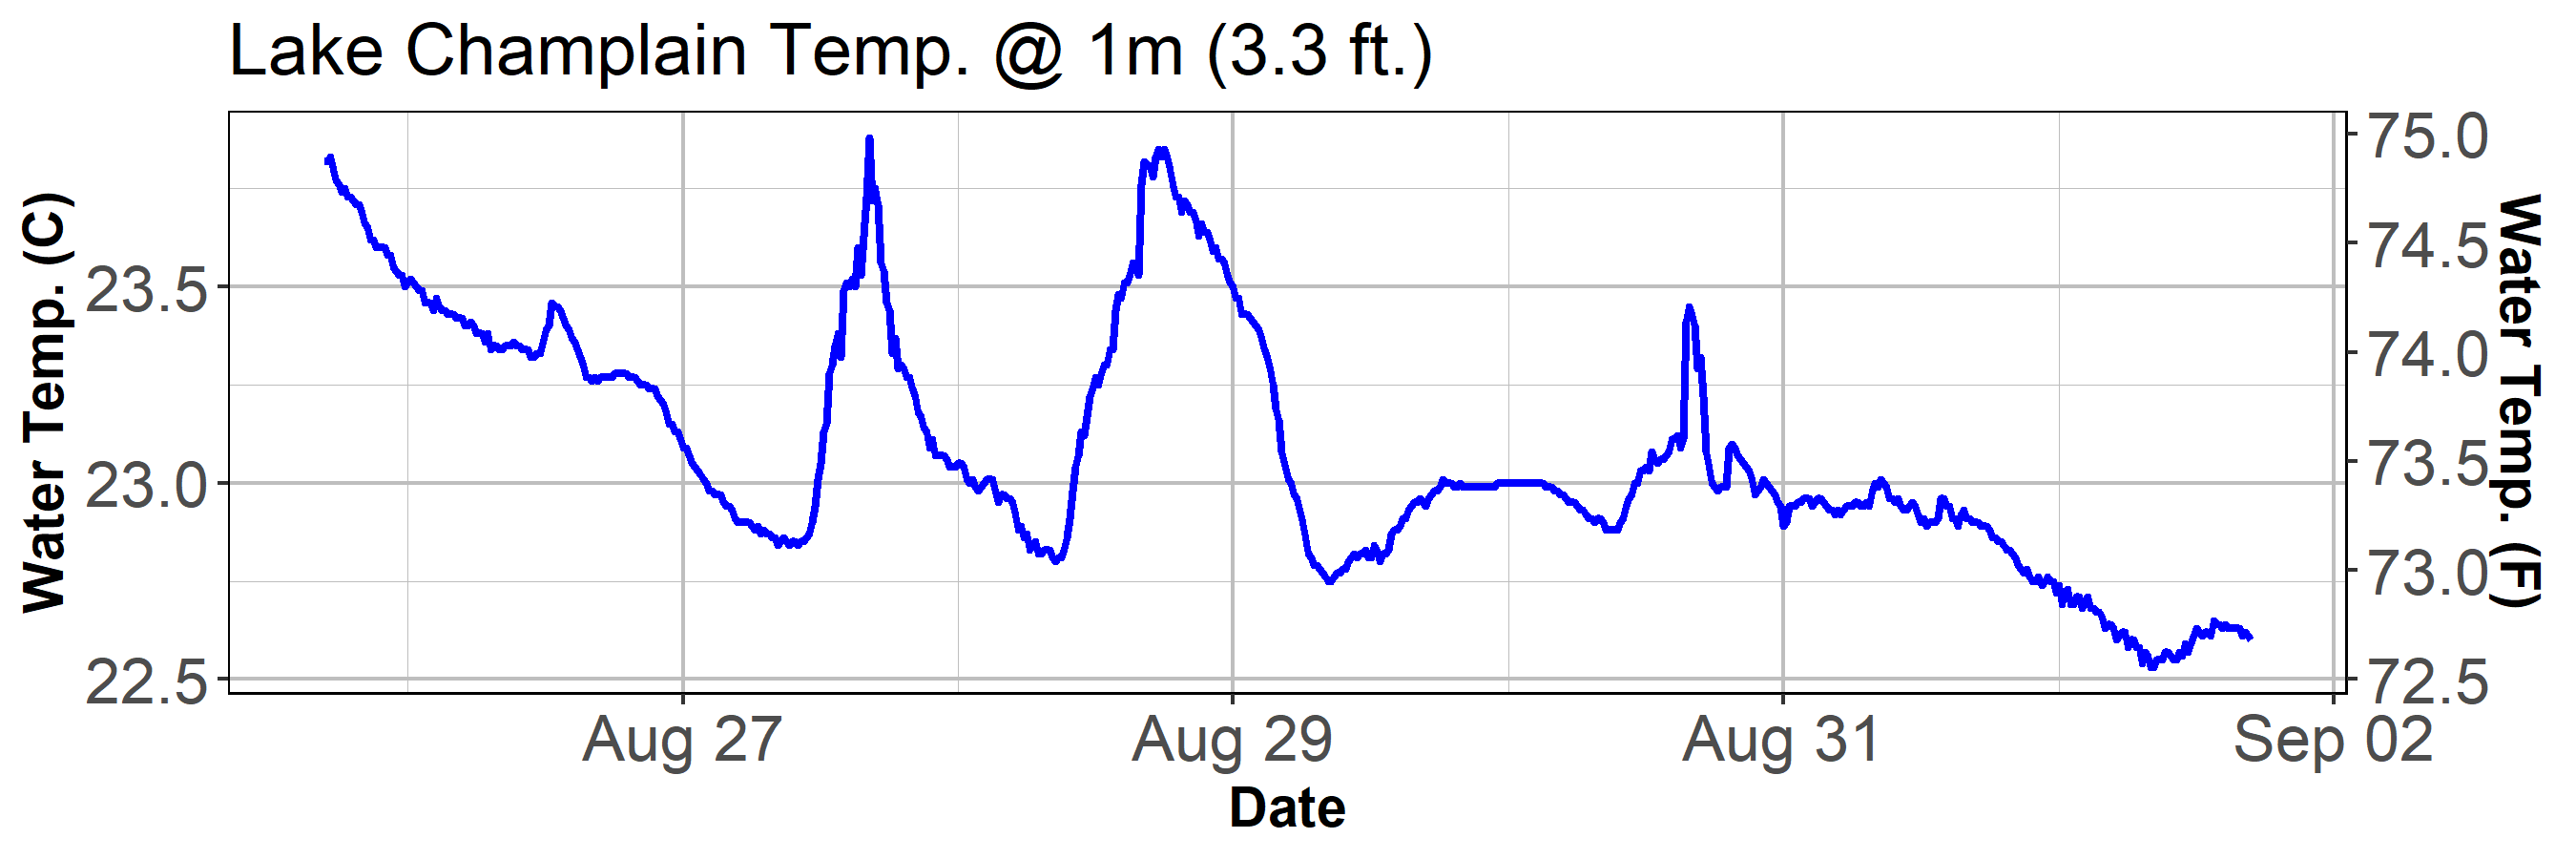 Lake Champlain Temp. @ 1m (3.3 ft.)
Water Temp. (C)
23.5
23.0
22.5
75.0
74.5
74.0
73.5
73.0
72.5
Water Temp. (F)
Aug 27
Aug 29
Aug 31
Sep 02
Date